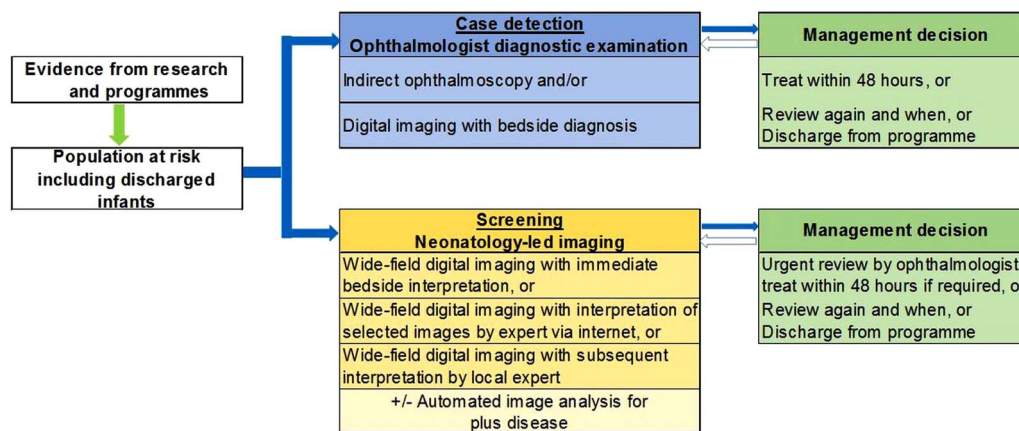 Evidence from research
and programmes
Population at risk
including discharged
infants
Case detection
Ophthalmologist diagnostic examination
Indirect ophthalmoscopy and/or
Digital imaging with bedside diagnosis
Management decision
Treat within 48 hours, or
Review again and when, or
Discharge from programme
Screening
Neonatology-led imaging
Wide-field digital imaging with immediate
bedside interpretation, or
Wide-field digital imaging with interpretation of
selected images by expert via internet, or
Wide-field digital imaging with subsequent
interpretation by local expert
+/- Automated image analysis for
plus disease
Management decision
Urgent review by ophthalmologist
treat within 48 hours if required, o
Review again and when, or
Discharge from programme